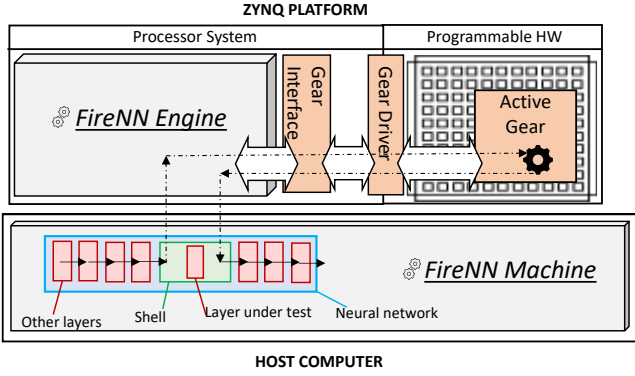 ZYNQ PLATFORM
Processor System
Programmable HW
FireNN Engine
Gear
Interface
Gear Driver
Active
Gear
FireNN Machine
Other layers
Shell
Layer under test
Neural network
HOST COMPUTER